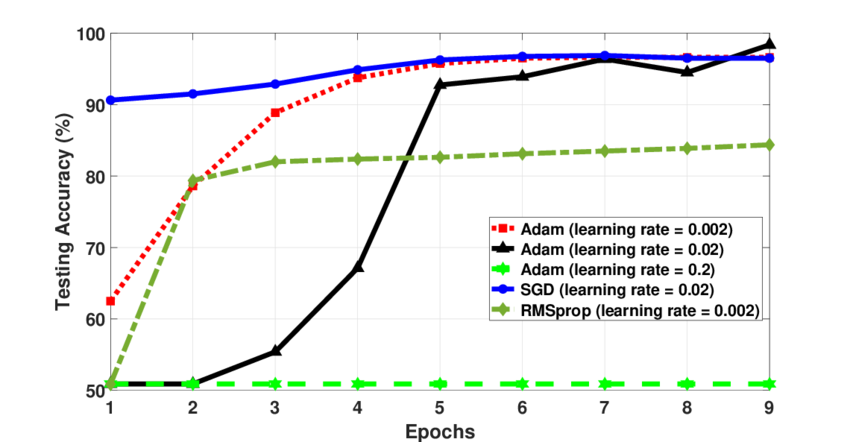 Testing Accuracy (%)
100
90
80
70
60
50
Adam (learning rate = 0.002)
Adam (learning rate = 0.02)
Adam (learning rate = 0.2)
SGD (learning rate = 0.02)
RMSprop (learning rate = 0.002)
1 2 3 4 5 6 7 8 9
Epochs